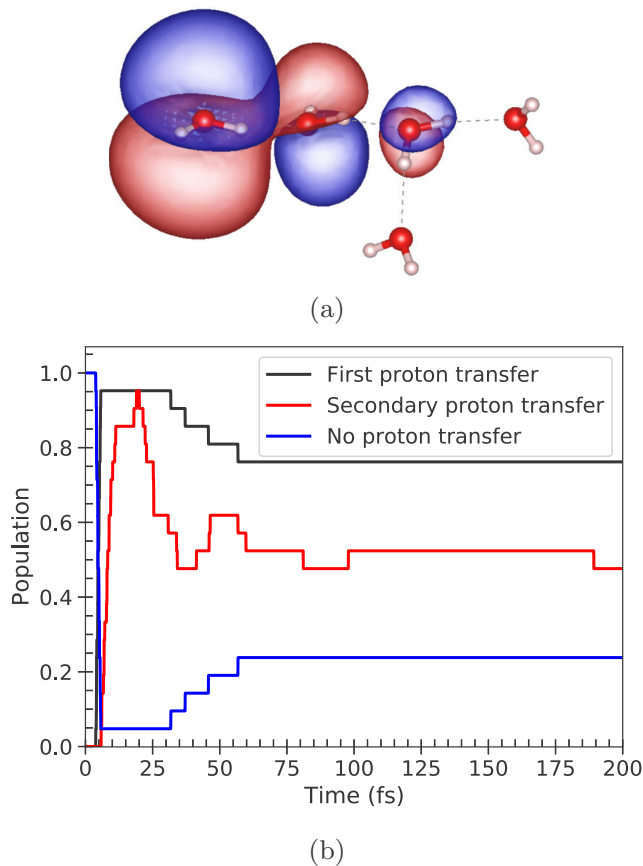 (a)
1.0
0.8
0.6
0.4
0.2
0.0
Population
First proton transfer
Secondary proton transfer
No proton transfer
0 25 50 75 100 125 150 175 200
Time (fs)
(b)